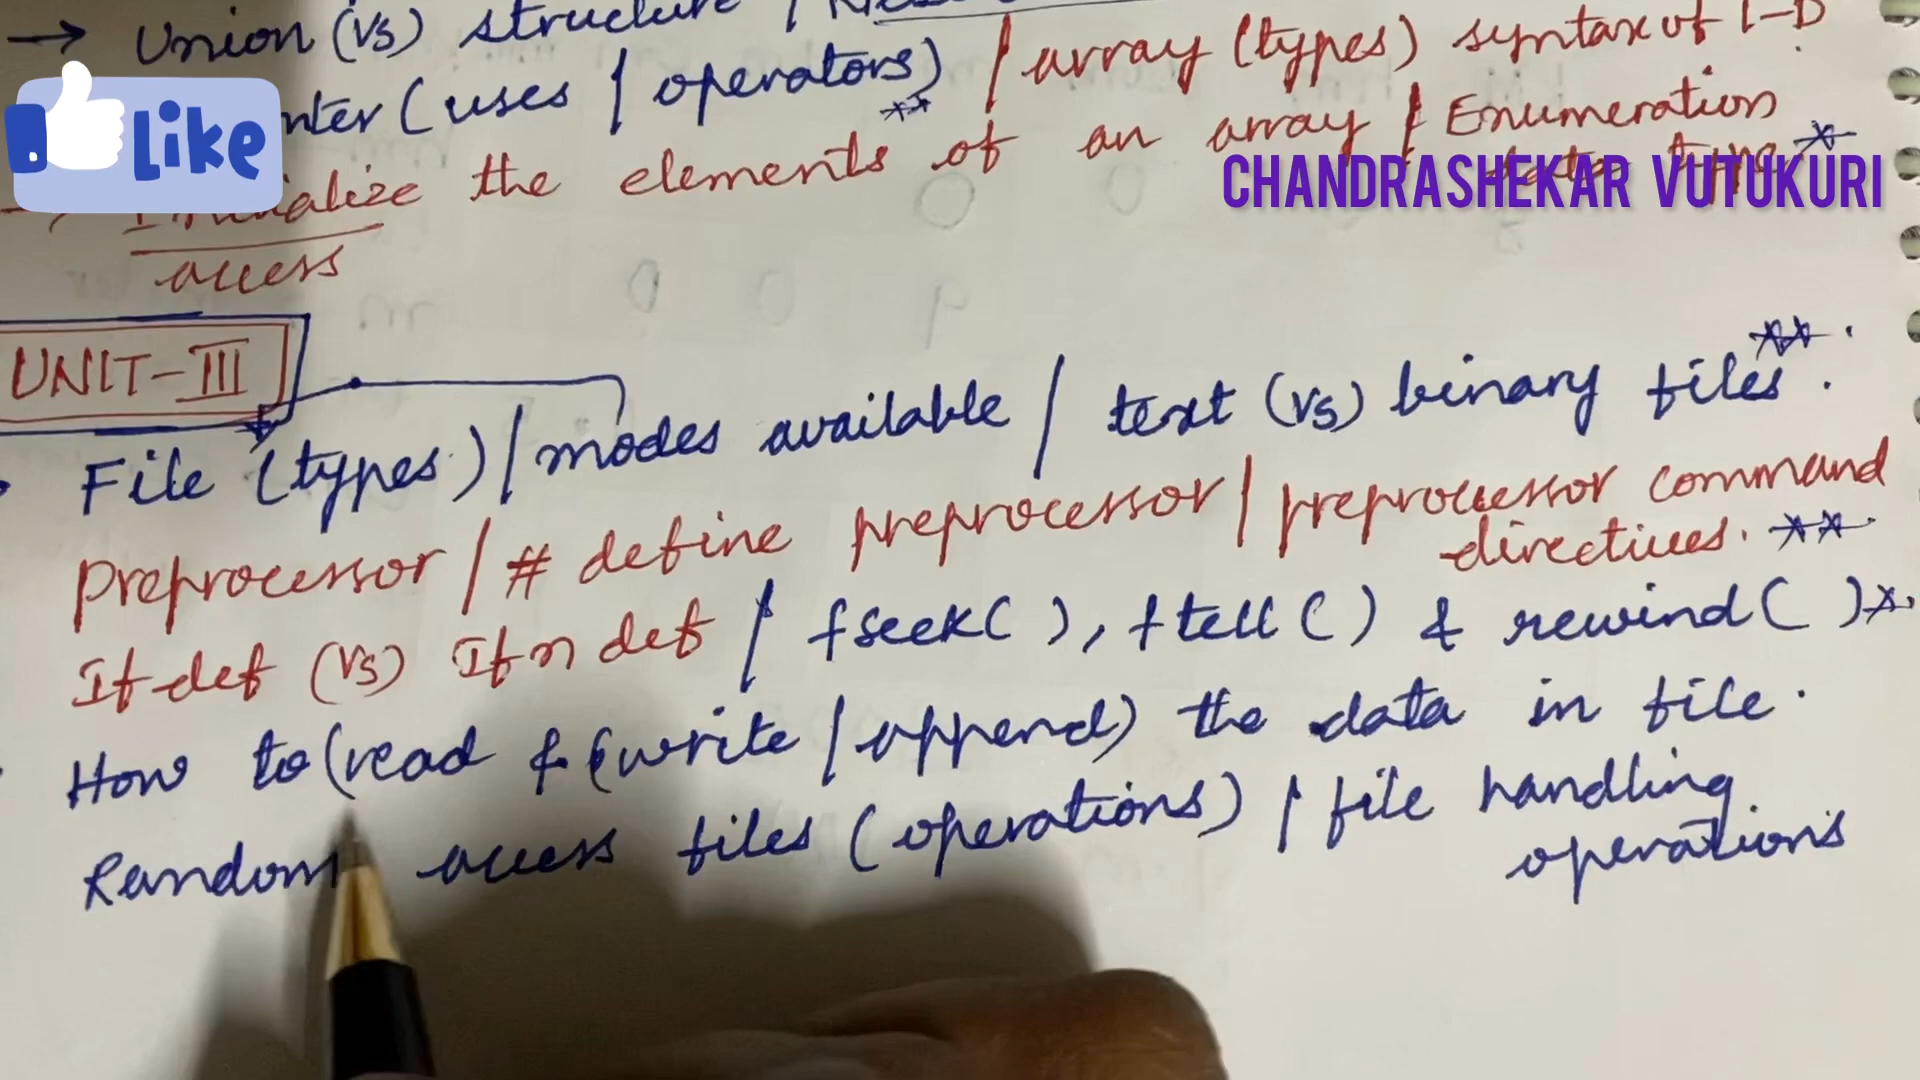 → Union (vs) structure /
nter (uses / operators) / array (types) syntax of 1-D
** 
Like
the elements of an array / Enumeration
data type *
CHANDRASHEKAR VUTUKURI
access
UNIT-III
File (types) / modes available / text (vs) binary files **.
Preprocessor / # define preprocessor / preprocessor command
directives. **
If def (vs) If n def / fseek( ), ftell( ) & rewind( ) *
How to (read & (write / append) the data in file.
Random access files (operations) / file handling
operations